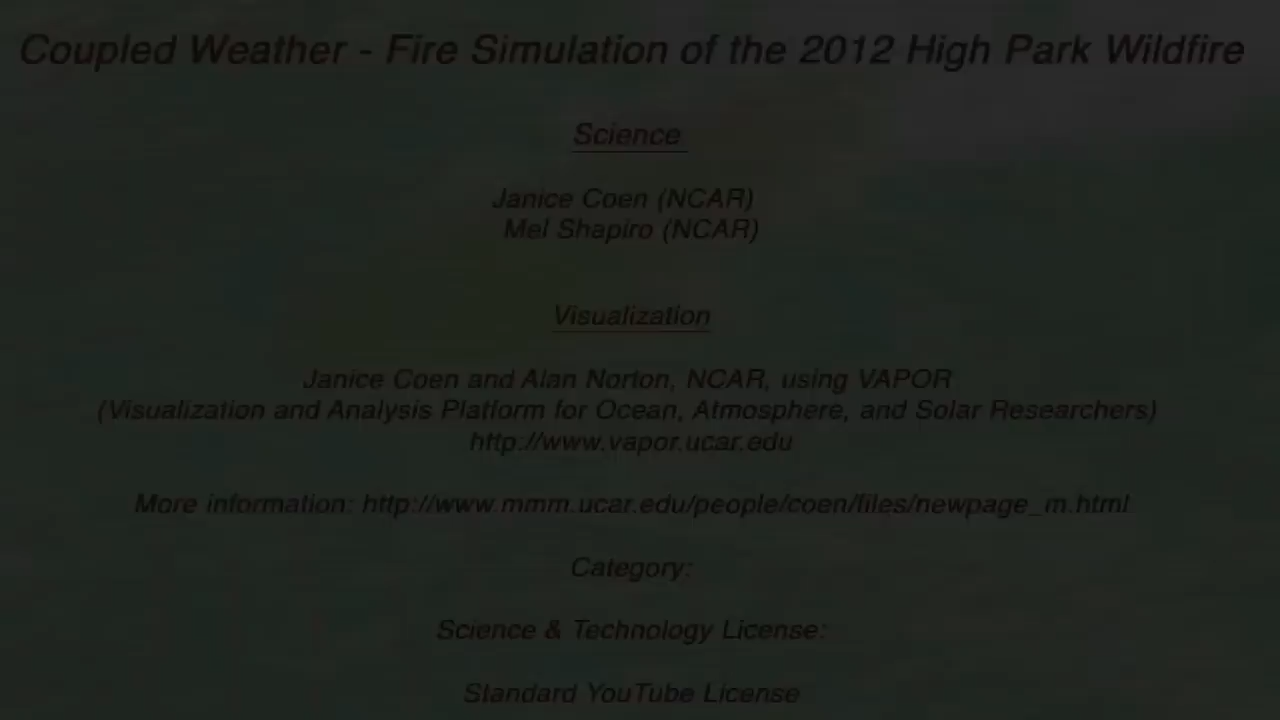 Coupled Weather - Fire Simulation of the 2012 High Park Wildfire
Science
Janice Coen (NCAR)
Mel Shapiro (NCAR)
Visualization
Janice Coen and Alan Norton, NCAR, using VAPOR
(Visualization and Analysis Platform for Ocean, Atmosphere, and Solar Researchers)
http://www.vapor.ucar.edu
More information: http://www.mmm.ucar.edu/people/coen/files/newpage_m.html
Category:
Science & Technology License:
Standard YouTube License